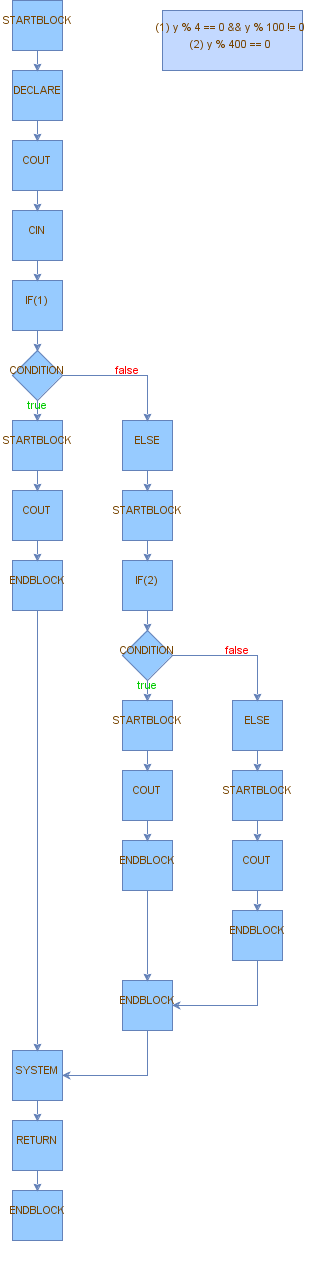 STARTBLOCK
(1) y % 4 == 0 && y % 100 != 0
(2) y % 400 == 0
DECLARE
COUT
CIN
IF(1)
CONDITION
false
true
STARTBLOCK
ELSE
COUT
STARTBLOCK
ENDBLOCK
IF(2)
CONDITION
false
true
STARTBLOCK
ELSE
COUT
STARTBLOCK
ENDBLOCK
COUT
ENDBLOCK
ENDBLOCK
SYSTEM
RETURN
ENDBLOCK